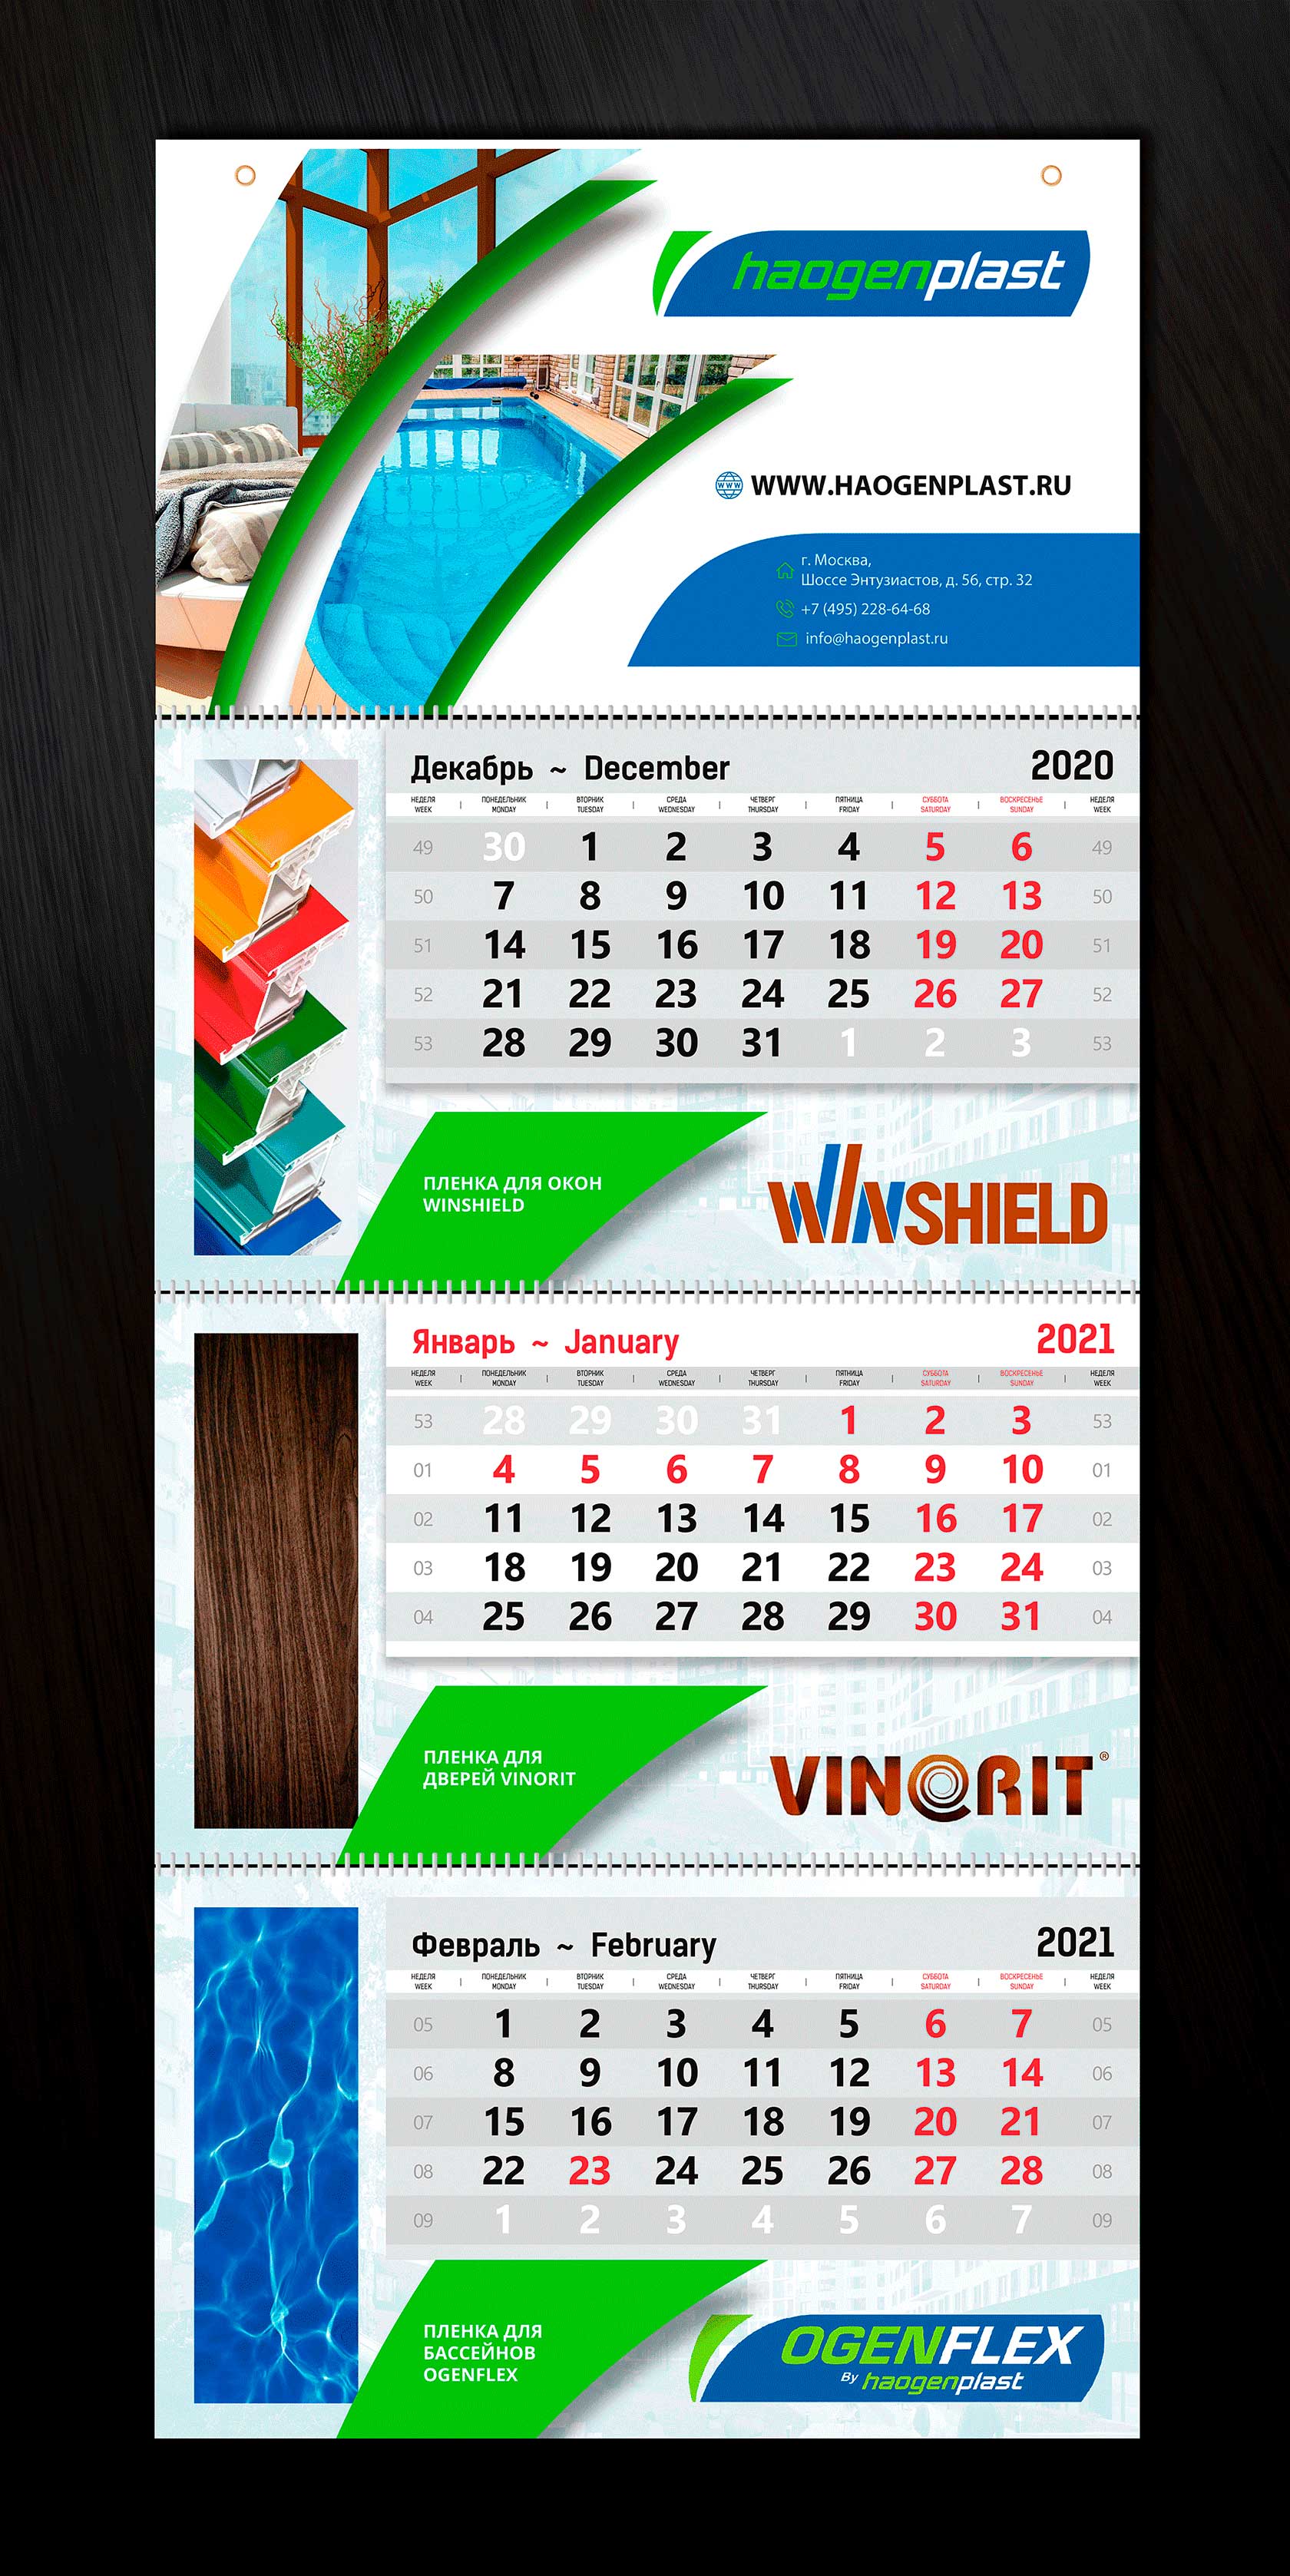 haogenplast
WWW.HAOGENPLAST.RU
г. Москва,
Шоссе Энтузиастов, д. 56, стр. 32
+7 (495) 228-64-68
info@haogenplast.ru
Декабрь ~ December 2020
НЕДЕЛЯ ПОНЕДЕЛЬНИК ВТОРНИК СРЕДА ЧЕТВЕРГ ПЯТНИЦА СУББОТА ВОСКРЕСЕНЬЕ НЕДЕЛЯ
WEEK MONDAY TUESDAY WEDNESDAY THURSDAY FRIDAY SATURDAY SUNDAY WEEK
49 30 1 2 3 4 5 6 49
50 7 8 9 10 11 12 13 50
51 14 15 16 17 18 19 20 51
52 21 22 23 24 25 26 27 52
53 28 29 30 31 1 2 3 53
ПЛЕНКА ДЛЯ ОКОН
WINSHIELD
WINSHIELD
Январь ~ January 2021
НЕДЕЛЯ ПОНЕДЕЛЬНИК ВТОРНИК СРЕДА ЧЕТВЕРГ ПЯТНИЦА СУББОТА ВОСКРЕСЕНЬЕ НЕДЕЛЯ
WEEK MONDAY TUESDAY WEDNESDAY THURSDAY FRIDAY SATURDAY SUNDAY WEEK
53 28 29 30 31 1 2 3 53
01 4 5 6 7 8 9 10 01
02 11 12 13 14 15 16 17 02
03 18 19 20 21 22 23 24 03
04 25 26 27 28 29 30 31 04
ПЛЕНКА ДЛЯ
ДВЕРЕЙ VINORIT
VINORIT®
Февраль ~ February 2021
НЕДЕЛЯ ПОНЕДЕЛЬНИК ВТОРНИК СРЕДА ЧЕТВЕРГ ПЯТНИЦА СУББОТА ВОСКРЕСЕНЬЕ НЕДЕЛЯ
WEEK MONDAY TUESDAY WEDNESDAY THURSDAY FRIDAY SATURDAY SUNDAY WEEK
05 1 2 3 4 5 6 7 05
06 8 9 10 11 12 13 14 06
07 15 16 17 18 19 20 21 07
08 22 23 24 25 26 27 28 08
09 1 2 3 4 5 6 7 09
ПЛЕНКА ДЛЯ
БАССЕЙНОВ
OGENFLEX
OGENFLEX
By haogenplast